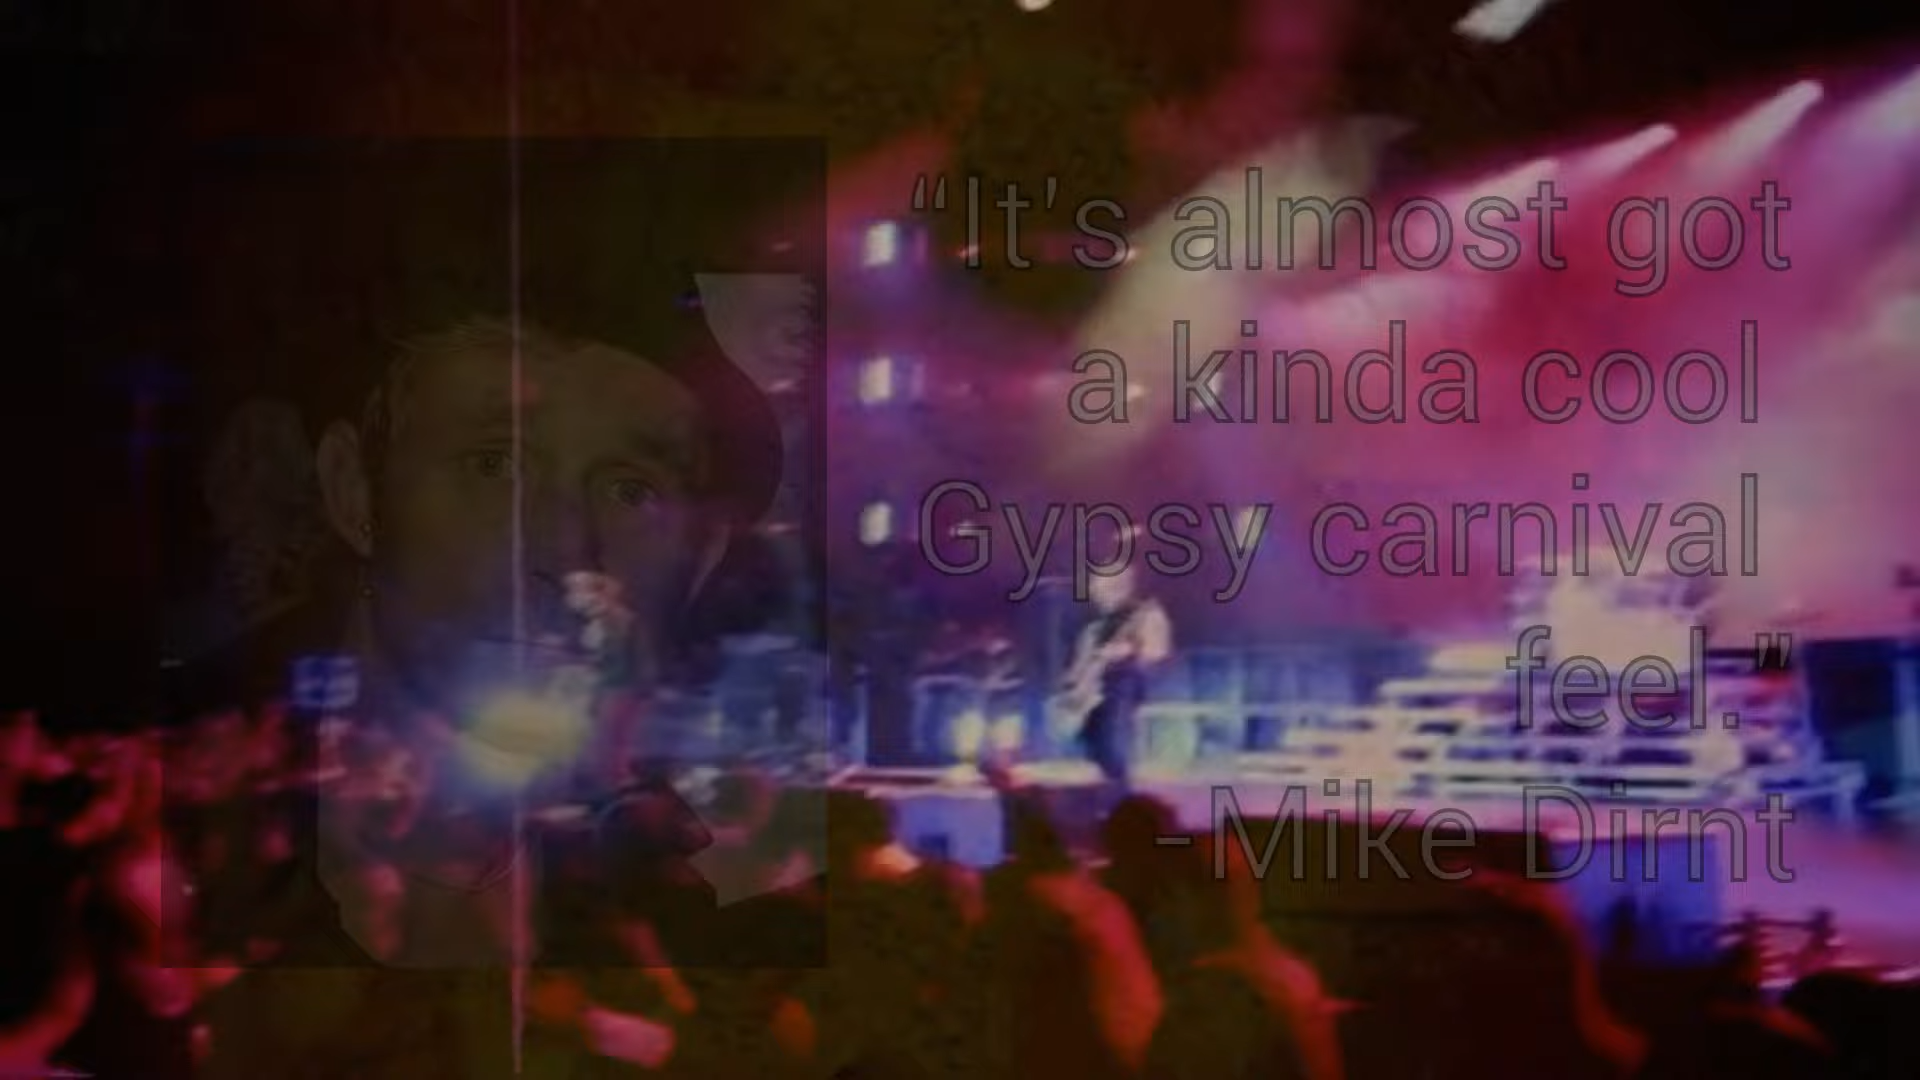 “It's almost got
a kinda cool
Gypsy carnival
feel."
-Mike Dirnt